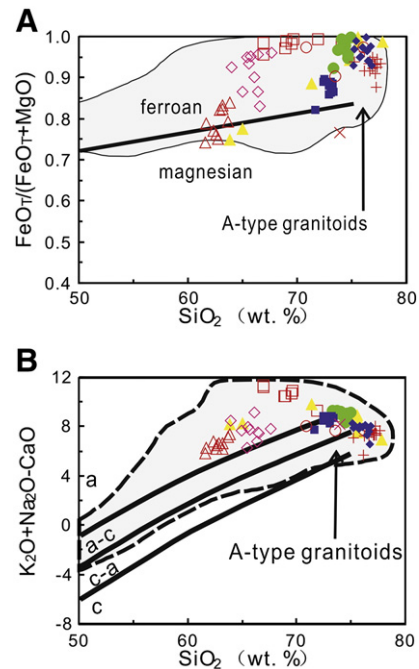 A
1.0
0.9
0.8
0.7
0.6
0.5
0.4
FeOT/(FeOT+MgO)
ferroan
magnesian
A-type granitoids
50
60
70
80
SiO2 (wt. %)
B
12
8
4
0
-4
-8
K2O+Na2O-CaO
a
a-c
c-a
c
A-type granitoids
50
60
70
80
SiO2 (wt. %)